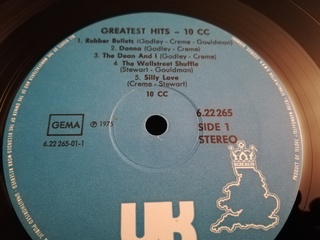 GREATEST HITS - 10 CC
1. Rubber Bullets (Godley - Creme - Gouldman)
2. Donna (Godley - Creme)
3. The Dean And I (Godley - Creme)
4. The Wallstreet Shuffle
(Stewart - Gouldman)
5. Silly Love
(Creme - Stewart)
10 CC
GEMA
℗ 1975
6.22265
SIDE 1
STEREO
6.22 265-01-1
UK